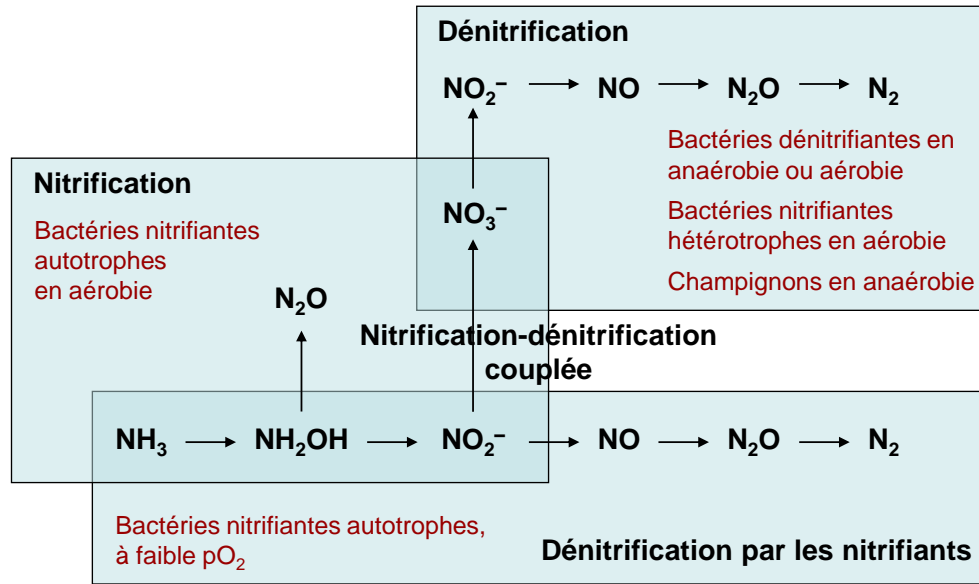 Dénitrification
NO₂⁻ → NO → N₂O → N₂
Bactéries dénitrifiantes en
anaérobie ou aérobie
Bactéries nitrifiantes
hétérotrophes en aérobie
Champignons en anaérobie
Nitrification
NO₃⁻
Bactéries nitrifiantes
autotrophes
en aérobie
N₂O
Nitrification-dénitrification
couplée
NH₃ → NH₂OH → NO₂⁻ → NO → N₂O → N₂
Bactéries nitrifiantes autotrophes,
à faible pO₂
Dénitrification par les nitrifiants